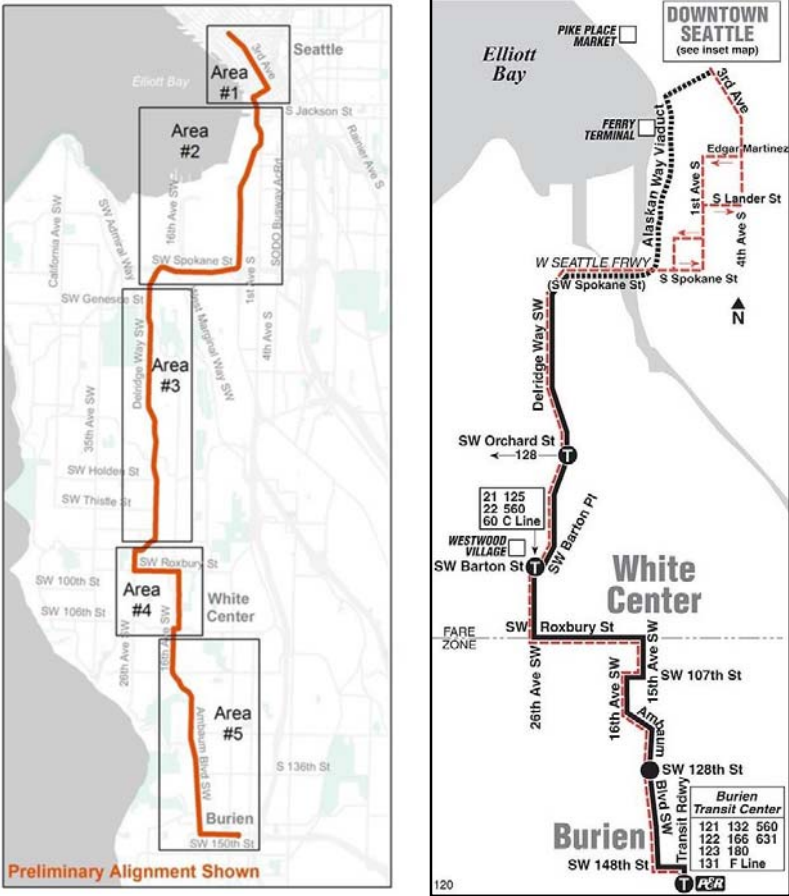 3rd Ave
Seattle
Area
#1
Elliott Bay
S Jackson St
Area
#2
Rainier Ave S
16th Ave SW
California Ave SW
SW Admiral Way
SW Spokane St
1st Ave S
SW Genesee St
4th Ave S
West Marginal Way SW
Delridge Way SW
Area
#3
35th Ave SW
SW Holden St
SW Thistle St
SW Roxbury St
SW 100th St
Area
#4
White
Center
SW 106th St
26th Ave SW
16th Ave SW
Area
#5
Ambaum Blvd SW
S 136th St
Burien
SW 150th St
Preliminary Alignment Shown
PIKE PLACE
MARKET
DOWNTOWN
SEATTLE
(see inset map)
Elliott
Bay
3rd Ave
FERRY
TERMINAL
Alaskan Way Viaduct
Edgar Martinez
1st Ave S
S Lander St
4th Ave S
W SEATTLE FRWY
(SW Spokane St)
S Spokane St
N
Delridge Way SW
SW Orchard St
128
T
21 125
22 560
60 C Line
SW Barton Pl
WESTWOOD
VILLAGE
SW Barton St
T
White
Center
SW Roxbury St
FARE
ZONE
26th Ave SW
16th Ave SW
15th Ave SW
SW 107th St
Ambaum
Blvd SW
SW 128th St
Transit Rdwy
Burien
Transit Center
121 132 560
122 166 631
123 180
131 F Line
Burien
SW 148th St
T P&R
120